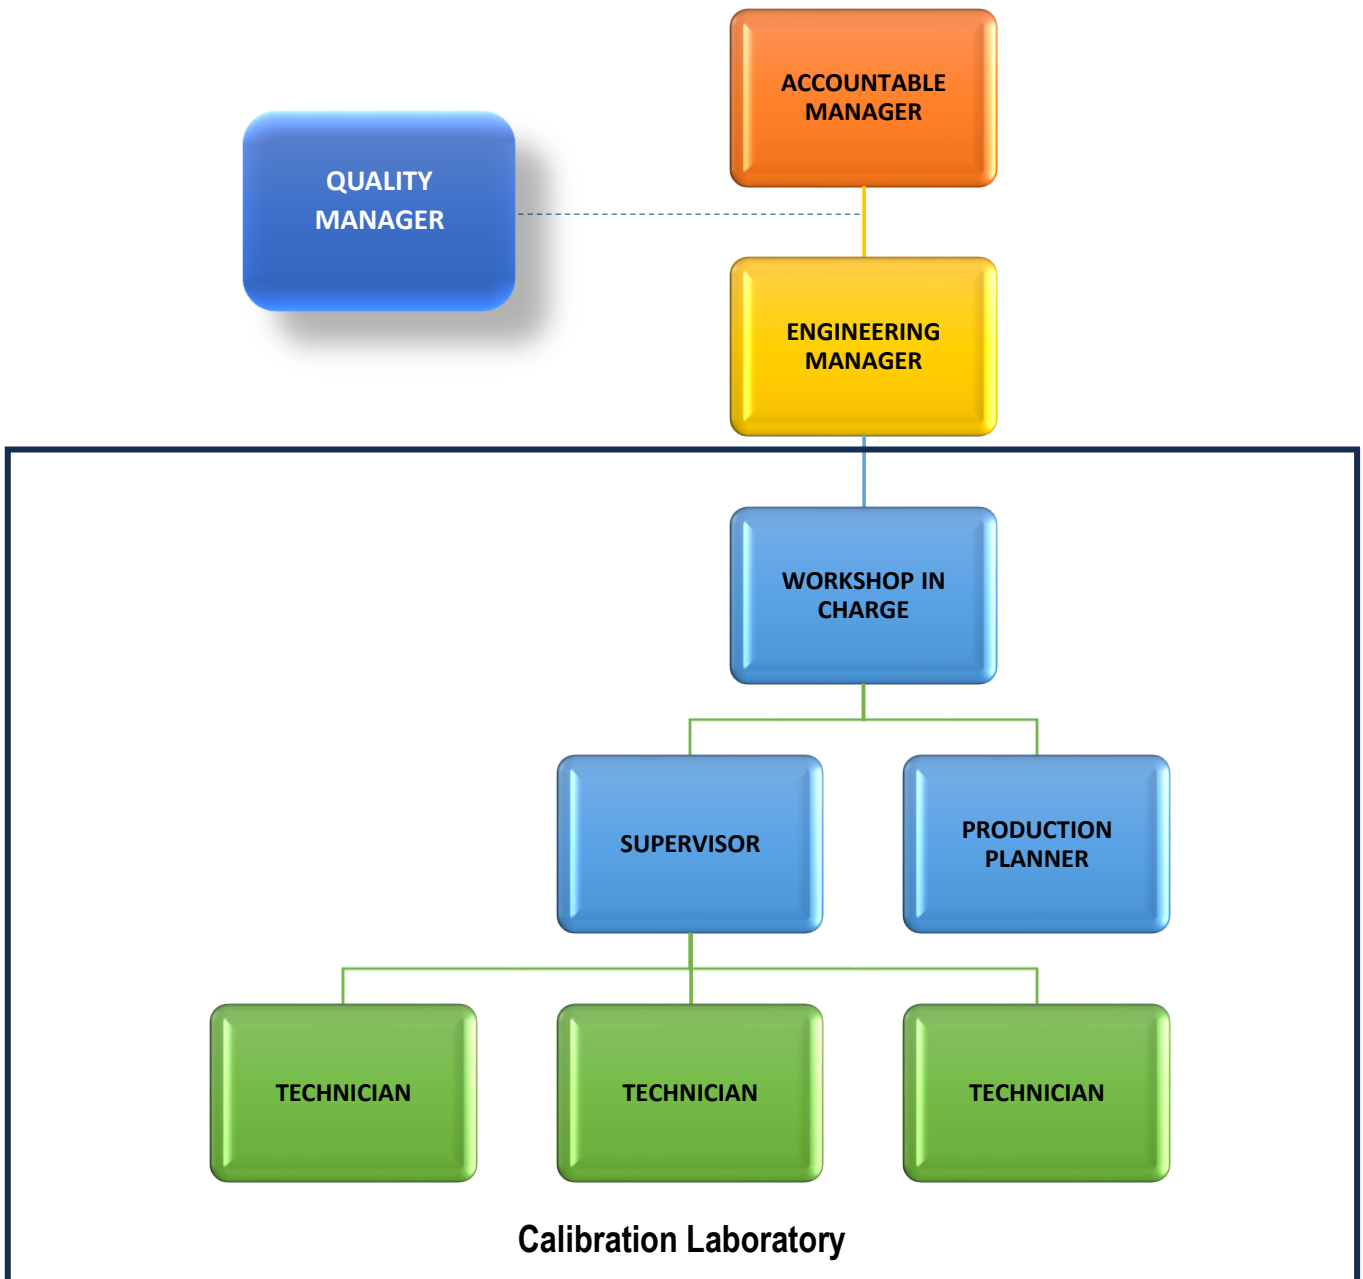 ACCOUNTABLE
MANAGER
QUALITY
MANAGER
ENGINEERING
MANAGER
WORKSHOP IN
CHARGE
SUPERVISOR
PRODUCTION
PLANNER
TECHNICIAN
TECHNICIAN
TECHNICIAN
Calibration Laboratory